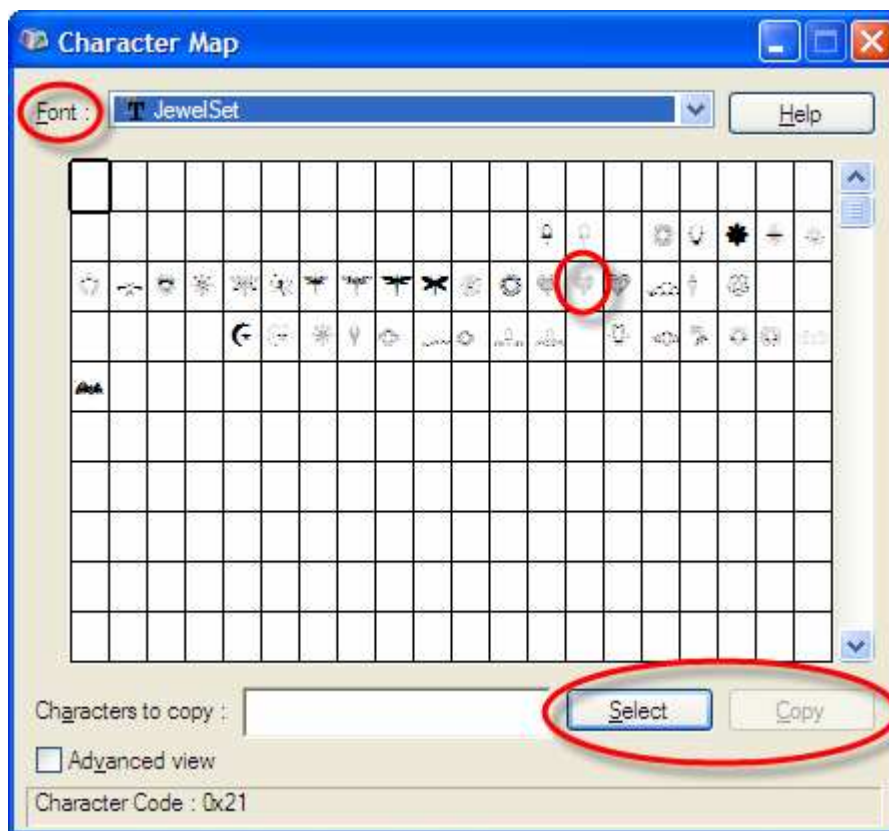 Character Map
Font : JewelSet Help
Characters to copy : Select Copy
Advanced view
Character Code : 0x21